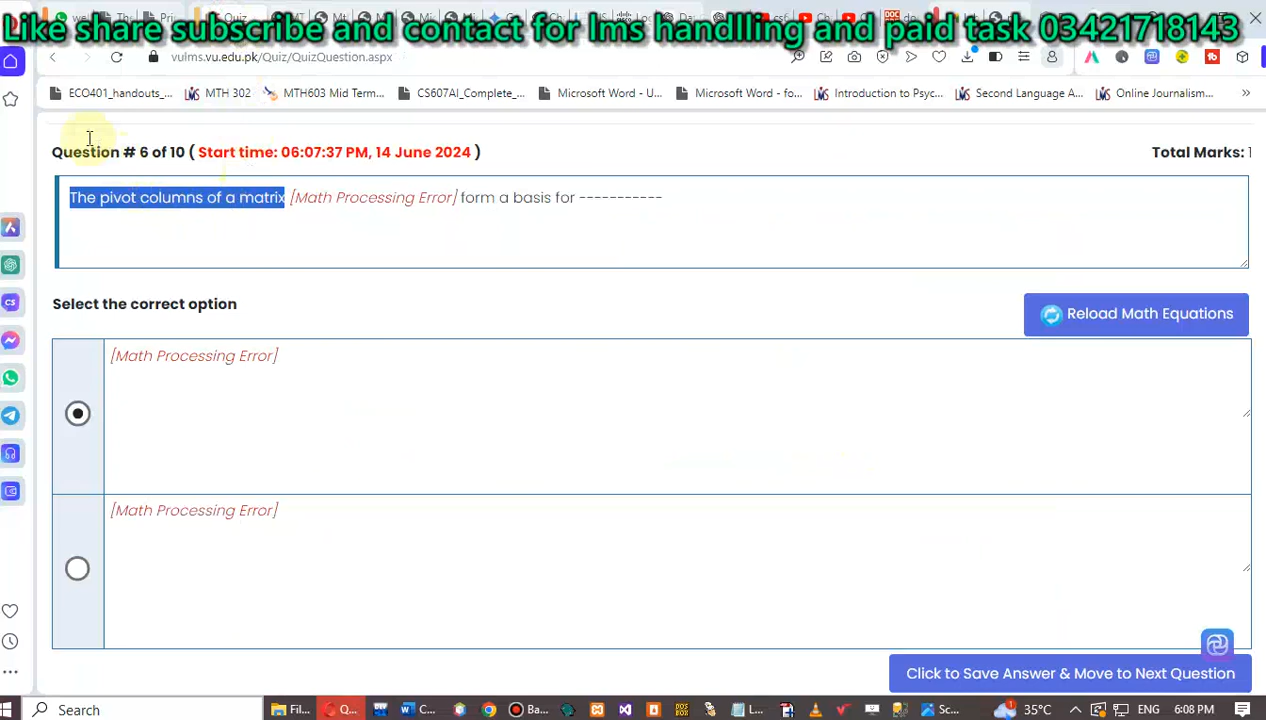 Like share subscribe and contact for lms handlling and paid task 03421718143
vulms.vu.edu.pk/Quiz/QuizQuestion.aspx
ECO401_handouts_... MTH 302 MTH603 Mid Term... CS607AI_Complete_... Microsoft Word - U... Microsoft Word - fo... Introduction to Psyc... Second Language A... Online Journalism... »
Question # 6 of 10 ( Start time: 06:07:37 PM, 14 June 2024 ) Total Marks: 1
The pivot columns of a matrix [Math Processing Error] form a basis for -----------
Select the correct option
Reload Math Equations
[Math Processing Error]
[Math Processing Error]
Click to Save Answer & Move to Next Question
Search Fil... Q... C... Ba... L... Sc... 35°C ENG 6:08 PM